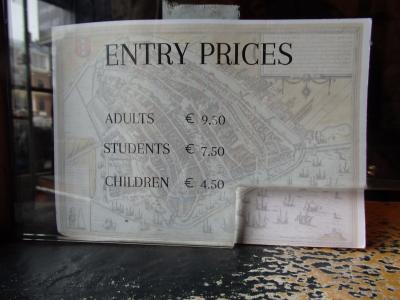 ENTRY PRICES
ADULTS € 9.50
STUDENTS € 7.50
CHILDREN € 4.50